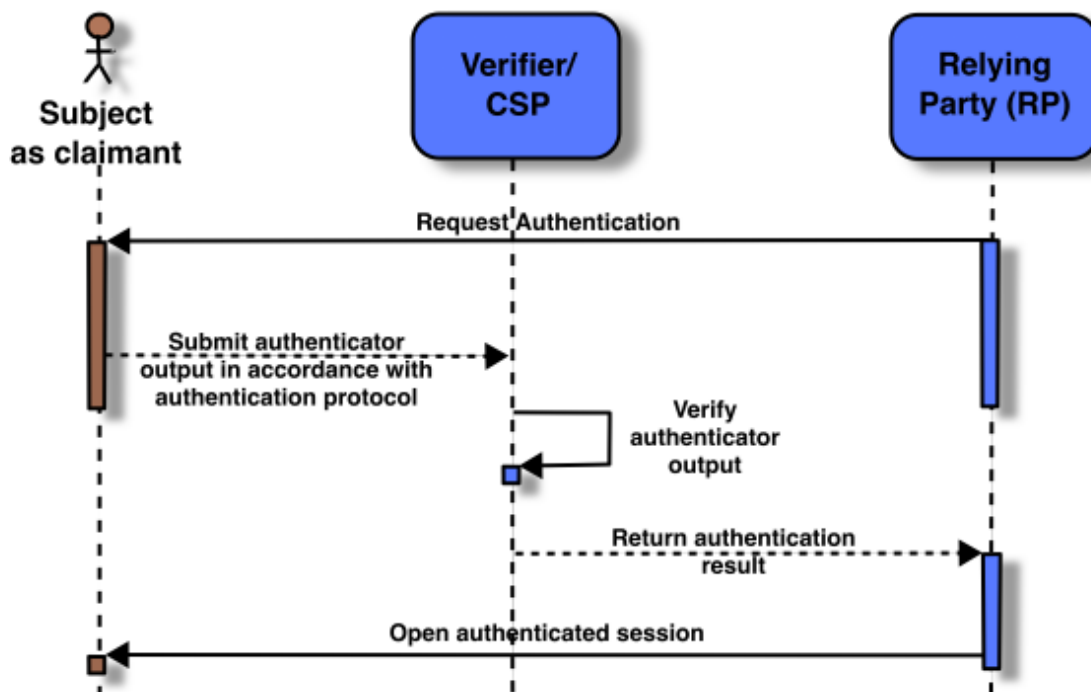 Subject
as claimant
Verifier/
CSP
Relying
Party (RP)
Request Authentication
Submit authenticator
output in accordance with
authentication protocol
Verify
authenticator
output
Return authentication
result
Open authenticated session